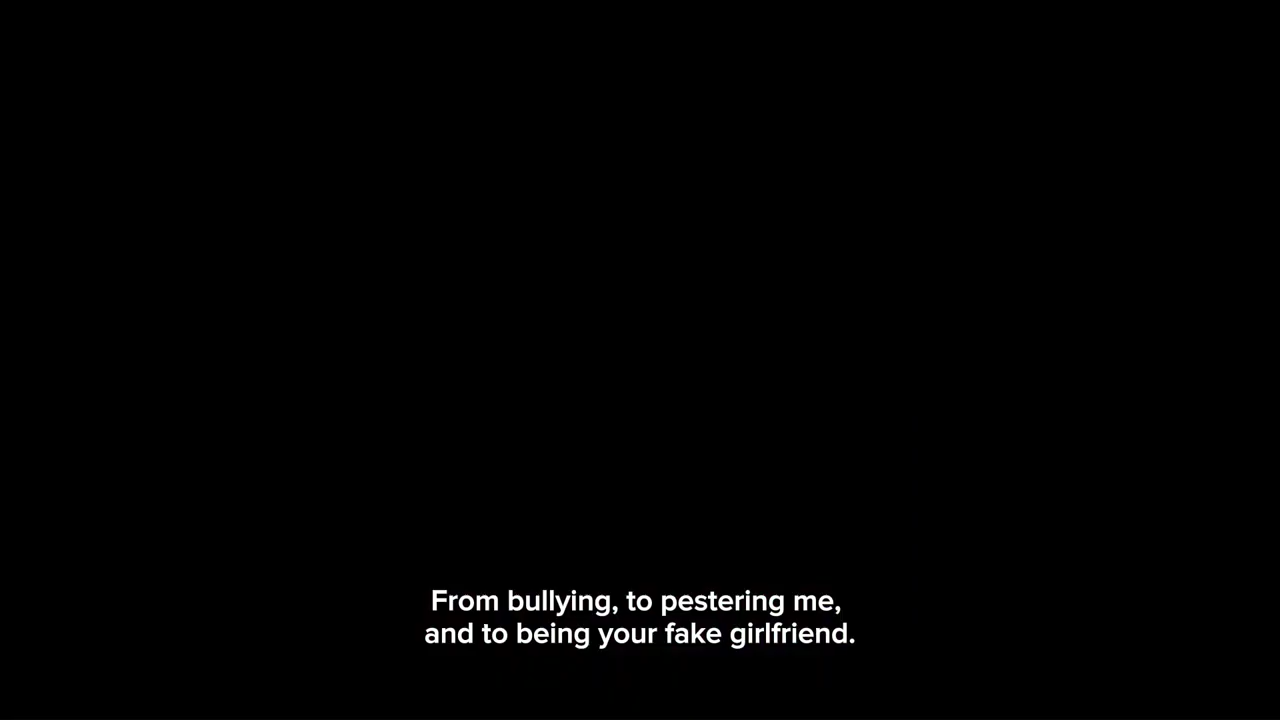 From bullying, to pestering me,
and to being your fake girlfriend.